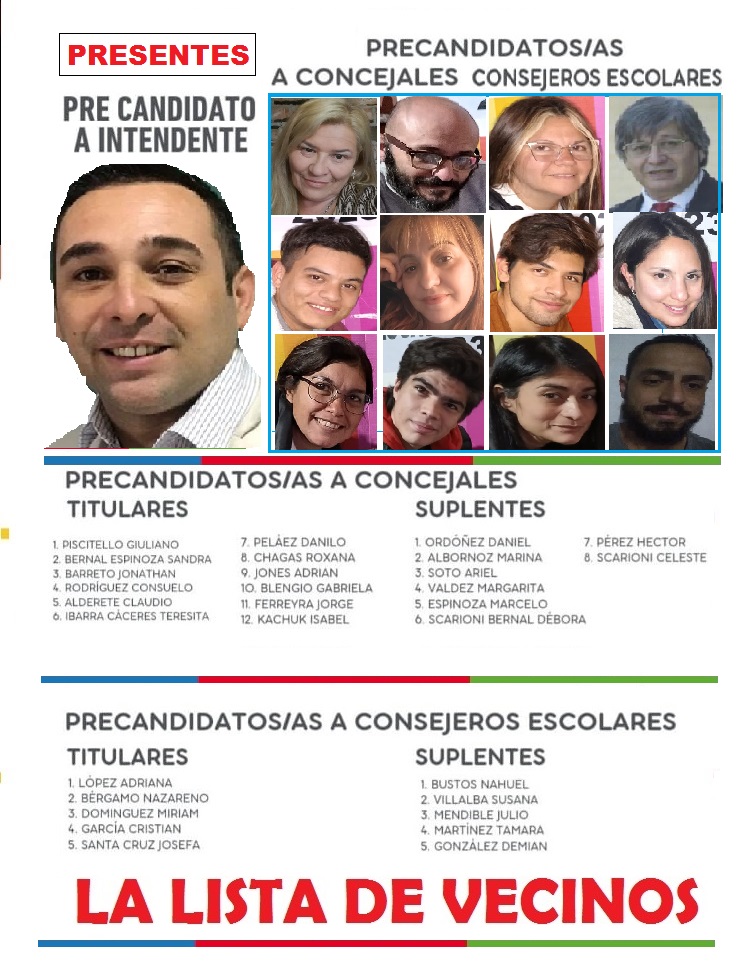 PRESENTES
PRECANDIDATOS/AS
A CONCEJALES CONSEJEROS ESCOLARES
PRE CANDIDATO
A INTENDENTE
2023
2023
PRECANDIDATOS/AS A CONCEJALES
TITULARES
1. PISCITELLO GIULIANO
2. BERNAL ESPINOZA SANDRA
3. BARRETO JONATHAN
4. RODRÍGUEZ CONSUELO
5. ALDERETE CLAUDIO
6. IBARRA CÁCERES TERESITA
7. PELÁEZ DANILO
8. CHAGAS ROXANA
9. JONES ADRIAN
10. BLENGIO GABRIELA
11. FERREYRA JORGE
12. KACHUK ISABEL
SUPLENTES
1. ORDÓÑEZ DANIEL
2. ALBORNOZ MARINA
3. SOTO ARIEL
4. VALDEZ MARGARITA
5. ESPINOZA MARCELO
6. SCARIONI BERNAL DÉBORA
7. PÉREZ HECTOR
8. SCARIONI CELESTE
PRECANDIDATOS/AS A CONSEJEROS ESCOLARES
TITULARES
1. LÓPEZ ADRIANA
2. BÉRGAMO NAZARENO
3. DOMINGUEZ MIRIAM
4. GARCÍA CRISTIAN
5. SANTA CRUZ JOSEFA
SUPLENTES
1. BUSTOS NAHUEL
2. VILLALBA SUSANA
3. MENDIBLE JULIO
4. MARTÍNEZ TAMARA
5. GONZÁLEZ DEMIAN
LA LISTA DE VECINOS